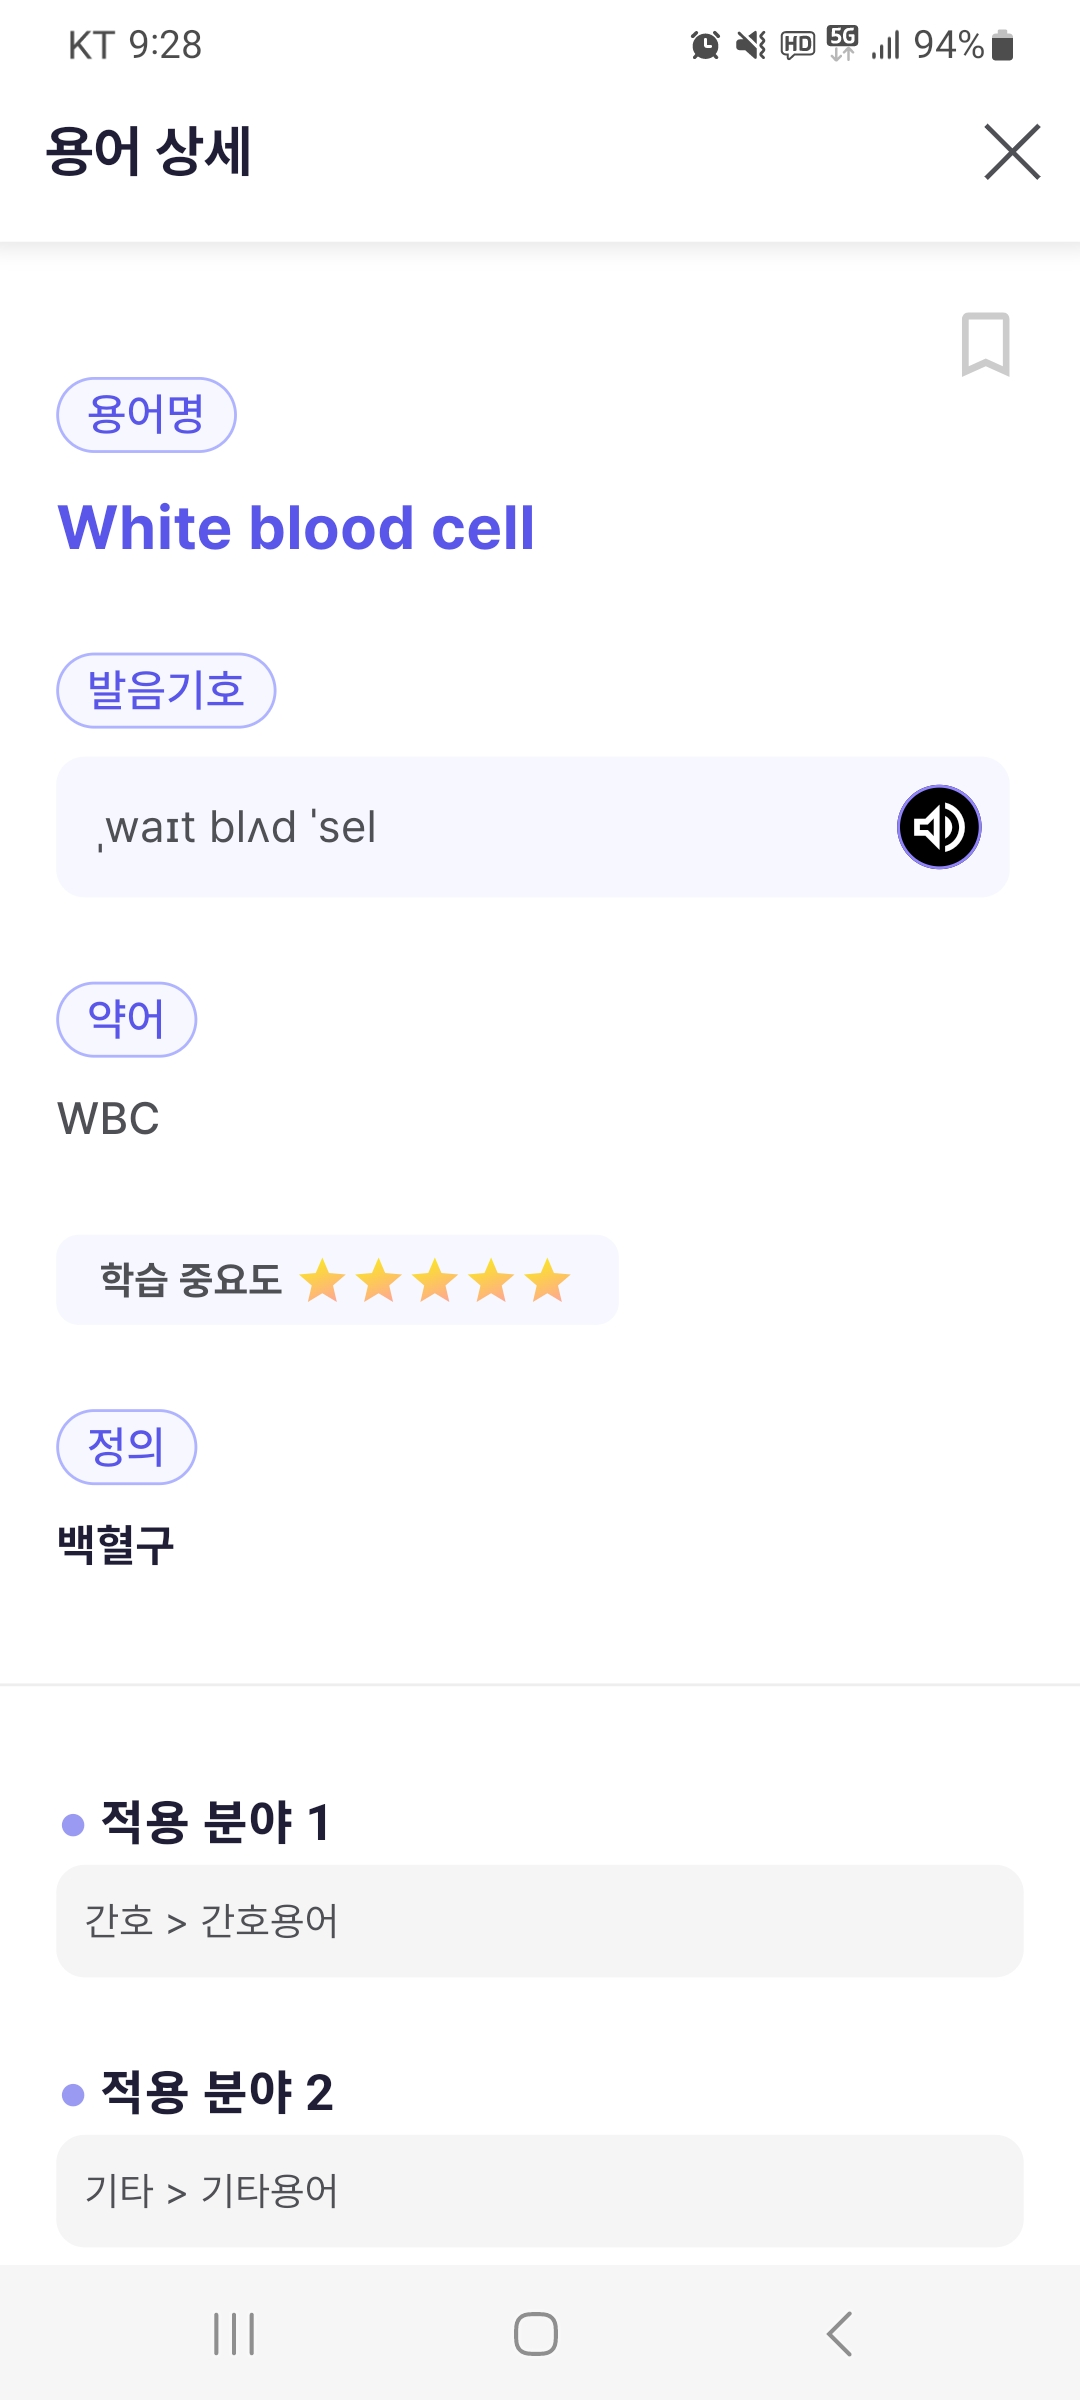 KT 9:28
HD 5G 94%
용어 상세
용어명
White blood cell
발음기호
ˌwaɪt blʌd ˈsel
약어
WBC
학습 중요도
정의
백혈구
적용 분야 1
간호 > 간호용어
적용 분야 2
기타 > 기타용어